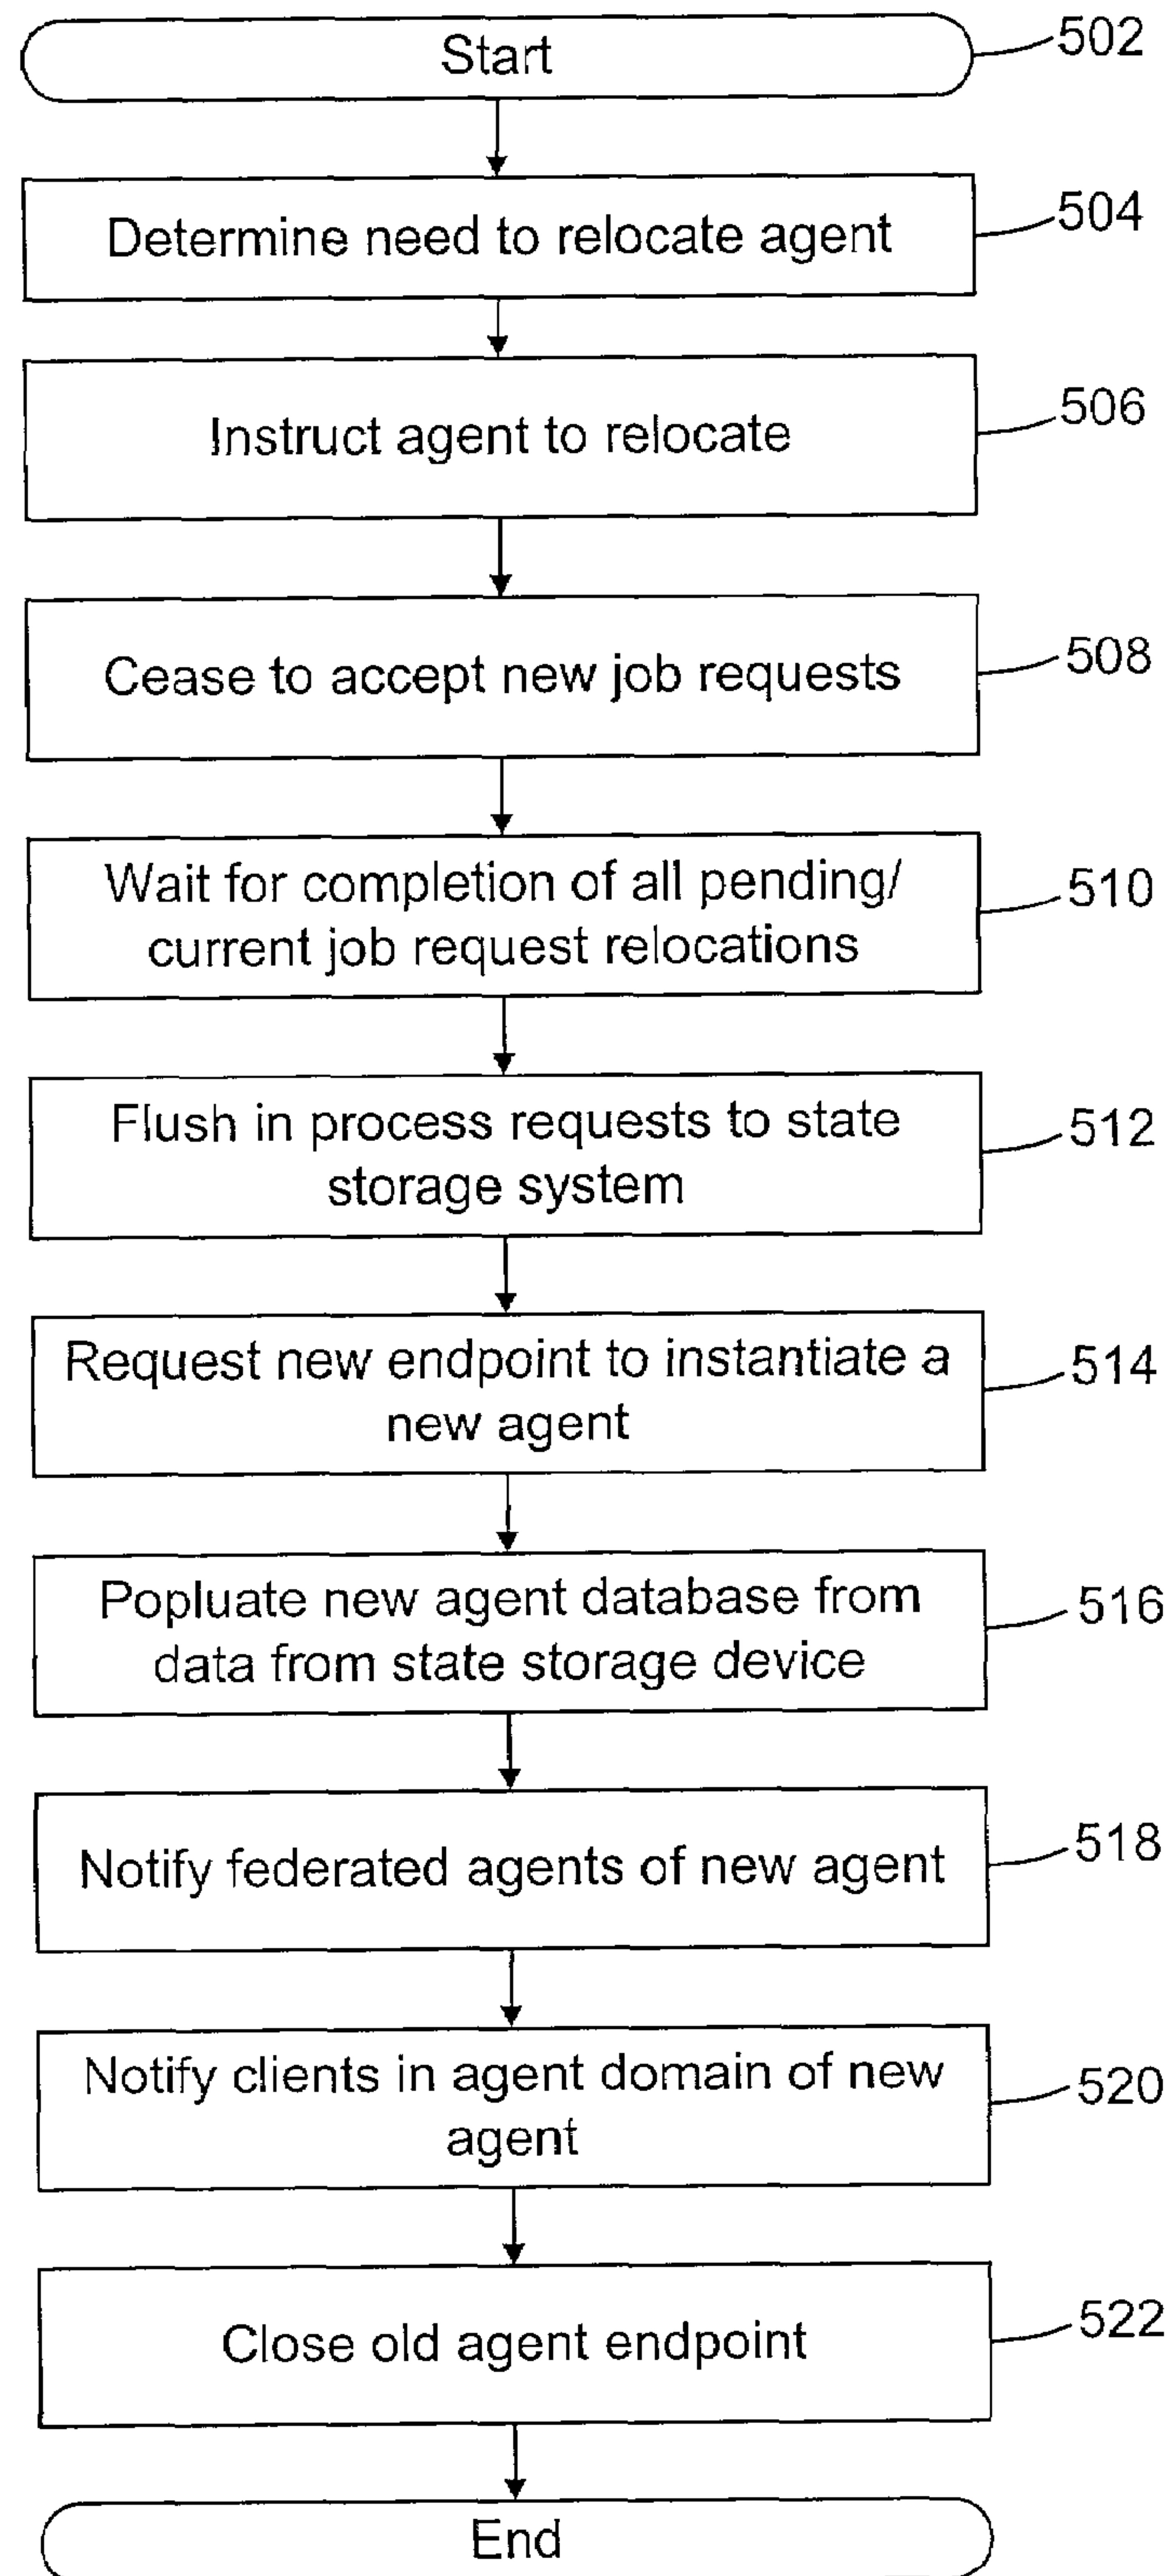 Start
502
Determine need to relocate agent
504
Instruct agent to relocate
506
Cease to accept new job requests
508
Wait for completion of all pending/
current job request relocations
510
Flush in process requests to state
storage system
512
Request new endpoint to instantiate a
new agent
514
Popluate new agent database from
data from state storage device
516
Notify federated agents of new agent
518
Notify clients in agent domain of new
agent
520
Close old agent endpoint
522
End